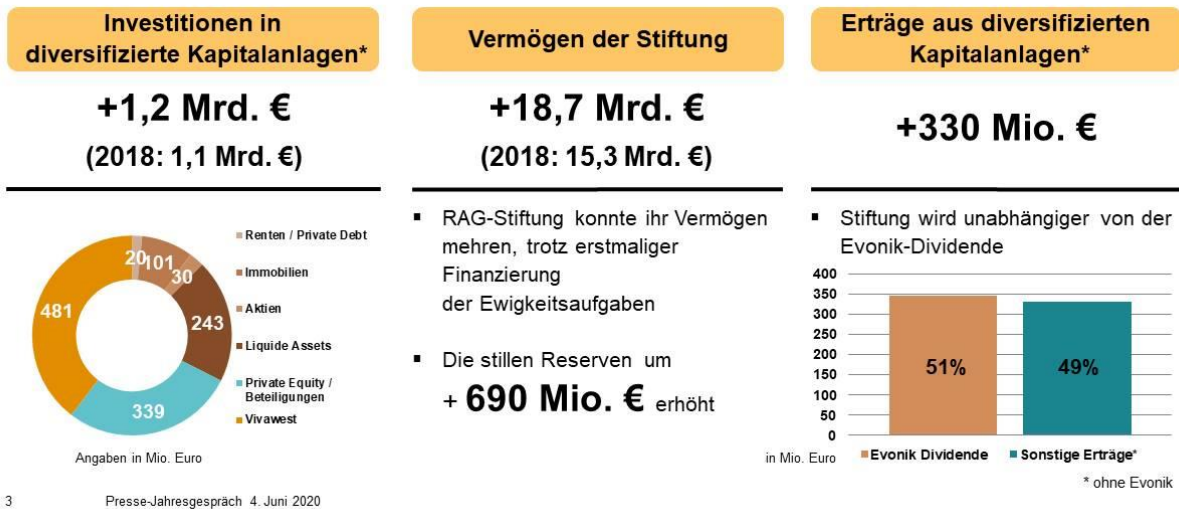 Investitionen in
diversifizierte Kapitalanlagen*
+1,2 Mrd. €
(2018: 1,1 Mrd. €)
20
101
30
243
339
481
Renten / Private Debt
Immobilien
Aktien
Liquide Assets
Private Equity /
Beteiligungen
Vivawest
Angaben in Mio. Euro
Vermögen der Stiftung
+18,7 Mrd. €
(2018: 15,3 Mrd. €)
▪ RAG-Stiftung konnte ihr Vermögen
mehren, trotz erstmaliger
Finanzierung
der Ewigkeitsaufgaben
▪ Die stillen Reserven um
+ 690 Mio. € erhöht
Erträge aus diversifizierten
Kapitalanlagen*
+330 Mio. €
▪ Stiftung wird unabhängiger von der
Evonik-Dividende
400
350
300
250
200
150
100
50
0
51%
49%
in Mio. Euro
Evonik Dividende
Sonstige Erträge*
* ohne Evonik
3 Presse-Jahresgespräch 4. Juni 2020